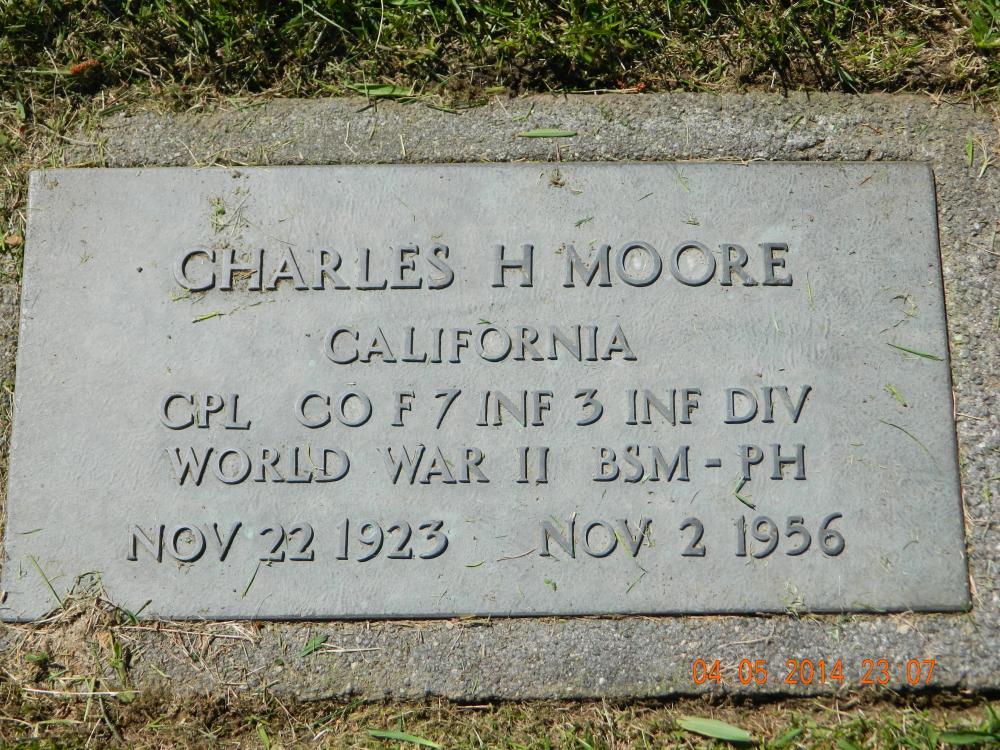 CHARLES H MOORE
CALIFORNIA
CPL CO F 7 INF 3 INF DIV
WORLD WAR II BSM-PH
NOV 22 1923 NOV 2 1956
04 05 2014 23 07